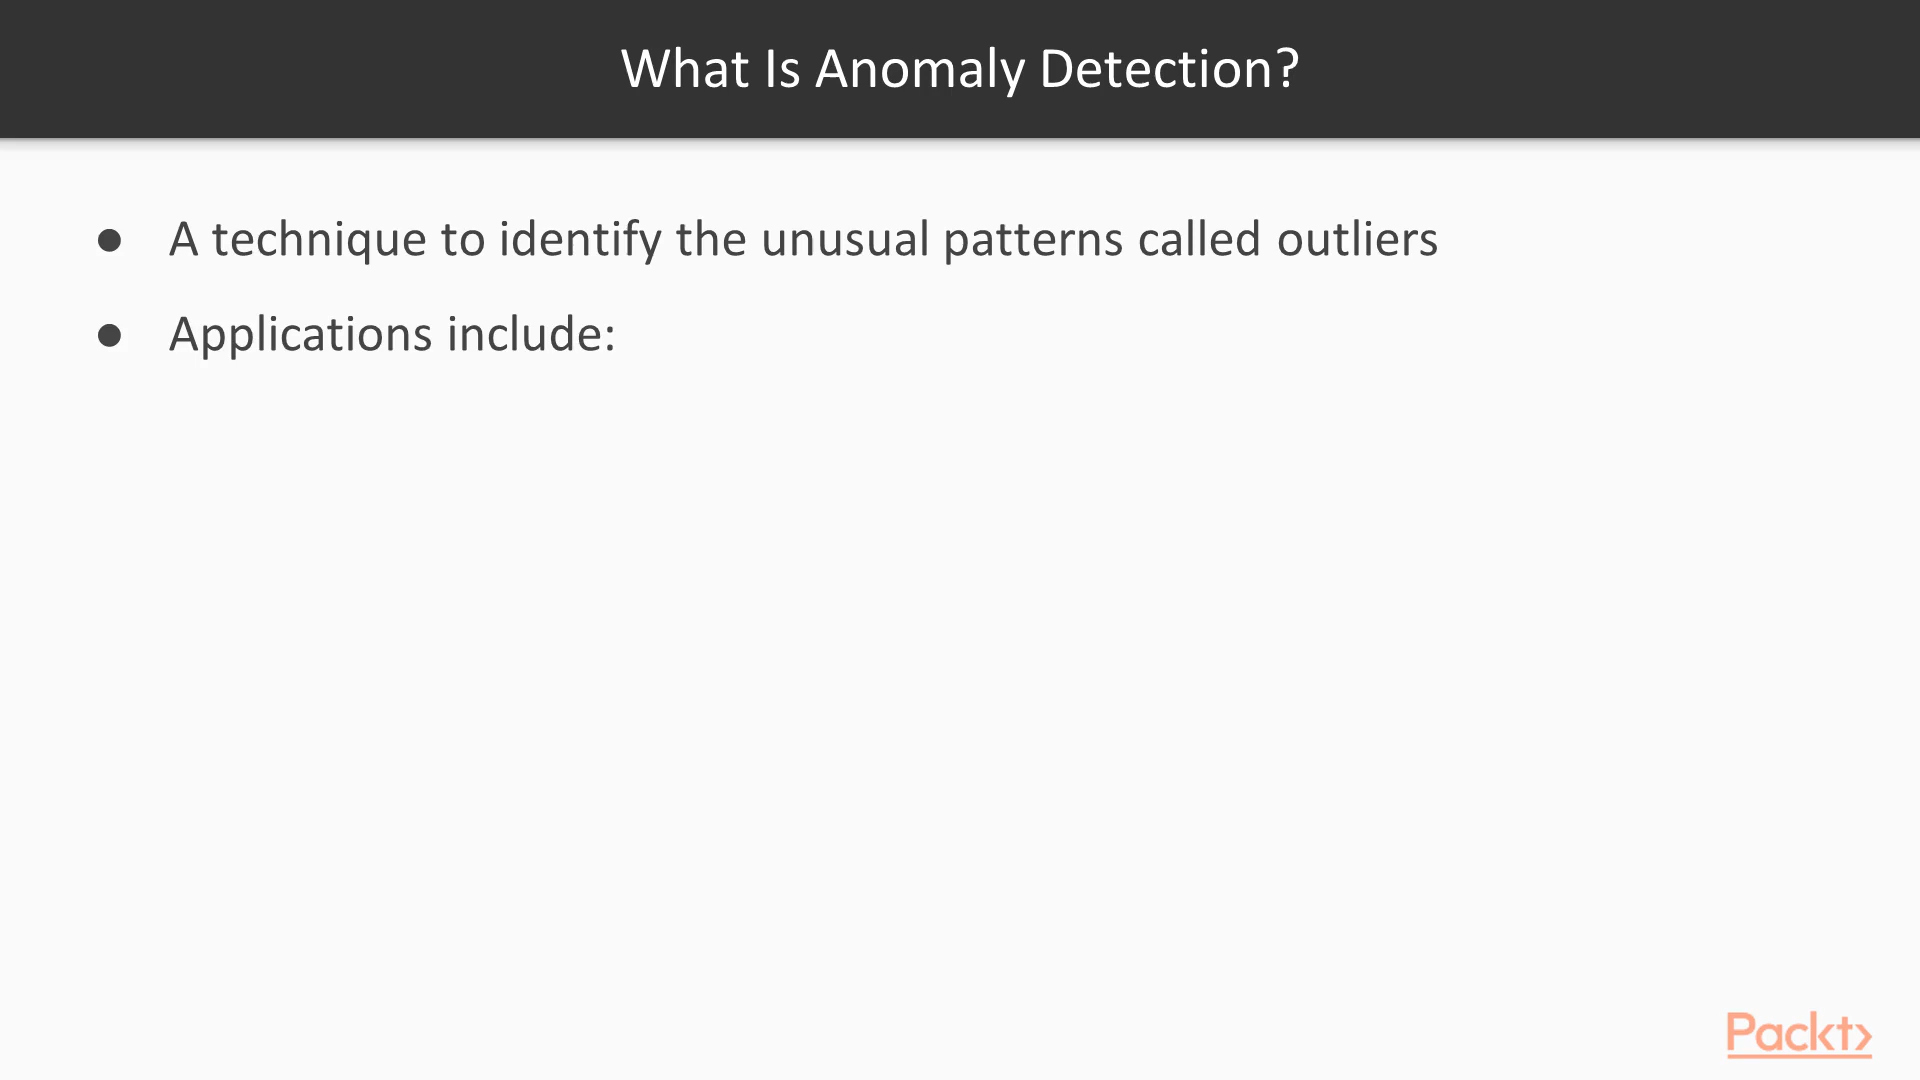 What Is Anomaly Detection?
● A technique to identify the unusual patterns called outliers
● Applications include:
Packt>